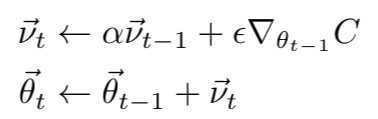 $\vec{\nu}_t \leftarrow \alpha \vec{\nu}_{t-1} + \epsilon \nabla_{\theta_{t-1}} C$
$\vec{\theta}_t \leftarrow \vec{\theta}_{t-1} + \vec{\nu}_t$